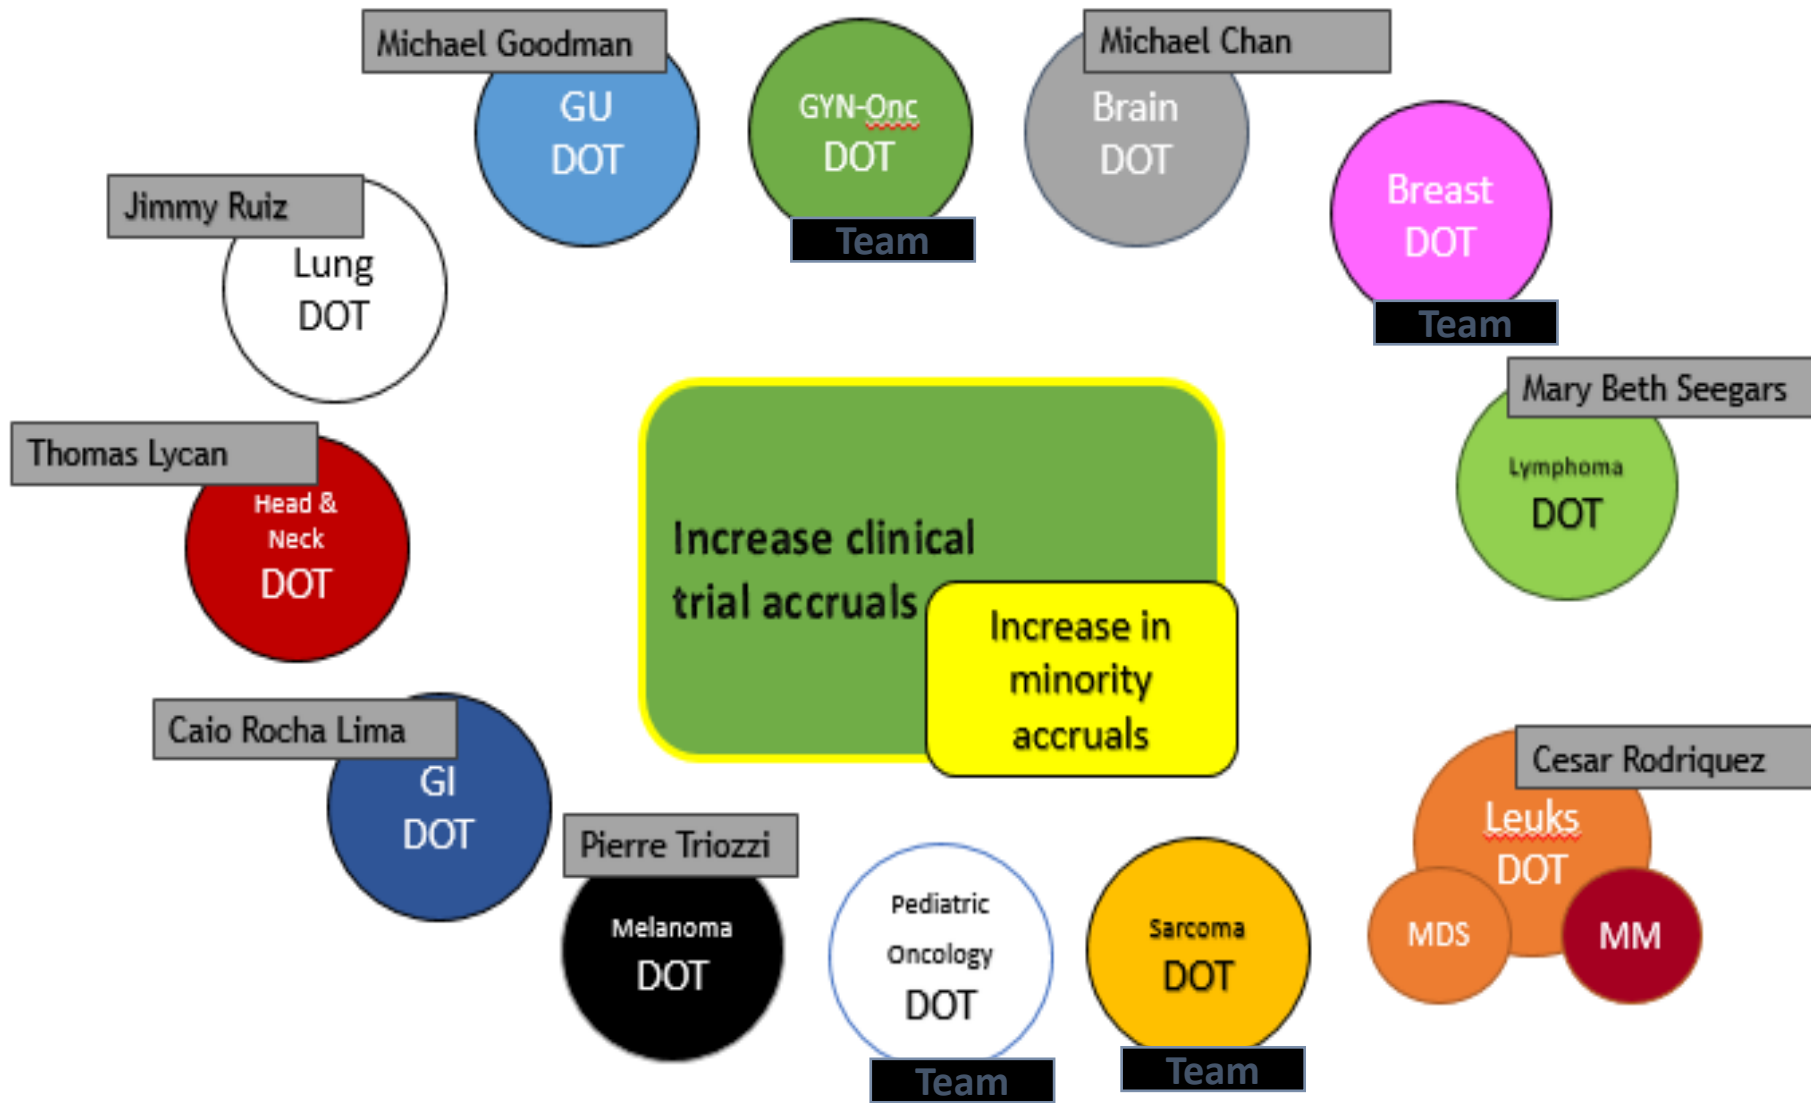 Michael Goodman
GU
DOT
GYN-Onc
DOT
Team
Michael Chan
Brain
DOT
Breast
DOT
Team
Jimmy Ruiz
Lung
DOT
Mary Beth Seegars
Lymphoma
DOT
Thomas Lycan
Head &
Neck
DOT
Increase clinical
trial accruals
Increase in
minority
accruals
Caio Rocha Lima
GI
DOT
Cesar Rodriquez
Leuks
DOT
MDS
MM
Pierre Triozzi
Melanoma
DOT
Pediatric
Oncology
DOT
Team
Sarcoma
DOT
Team